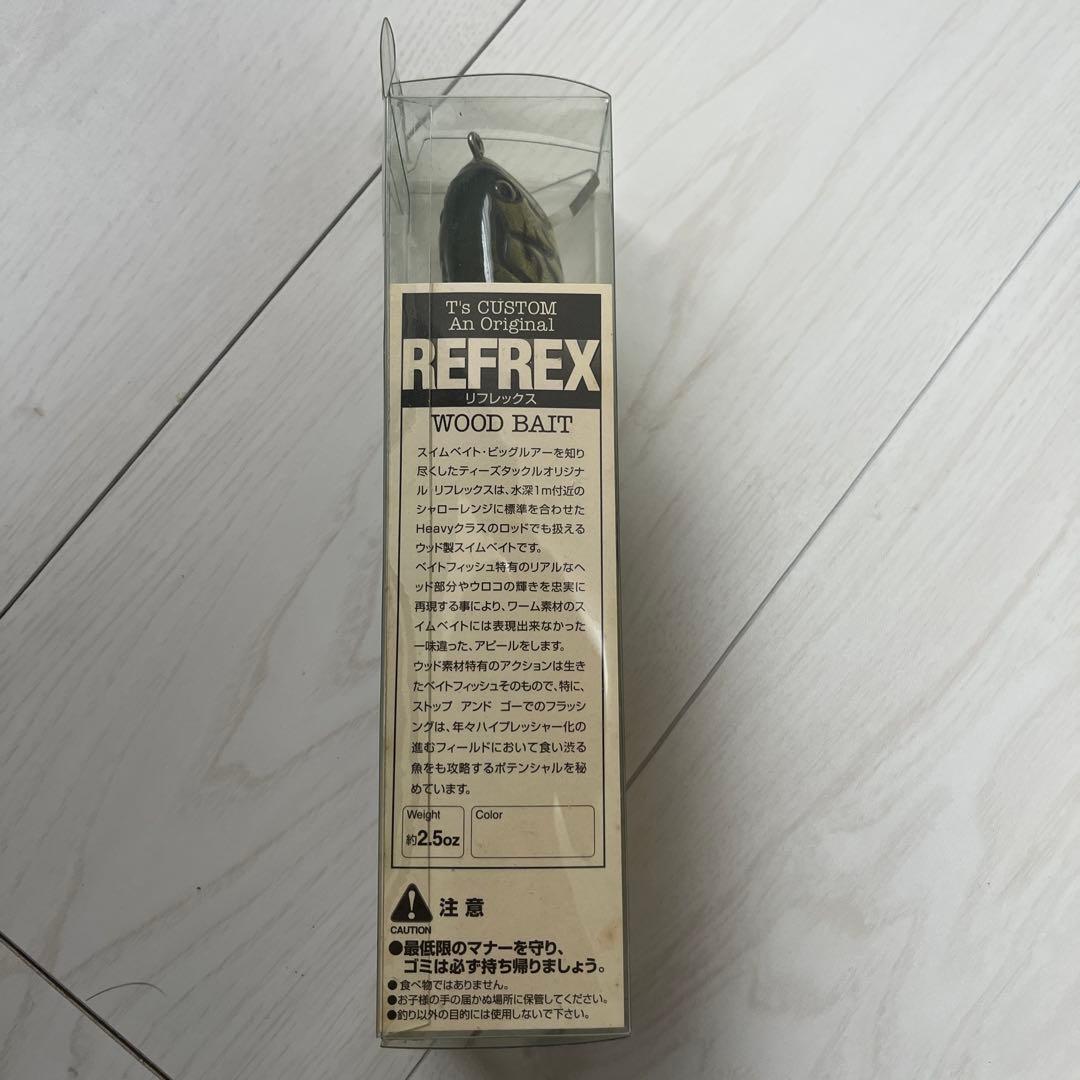 T's CUSTOM
An Original
REFREX
リフレックス
WOOD BAIT
スイムベイト・ビッグルアーを知り
尽くしたティーズタックルオリジナ
ル リフレックスは、水深1m付近の
シャローレンジに標準を合わせた
Heavyクラスのロッドでも扱える
ウッド製スイムベイトです。
ベイトフィッシュ特有のリアルなヘ
ッド部分やウロコの輝きを忠実に
再現する事により、ワーム素材のス
イムベイトには表現出来なかった
一味違った、アピールをします。
ウッド素材特有のアクションは生き
たベイトフィッシュそのもので、特に、
ストップ アンド ゴーでのフラッシ
ングは、年々ハイプレッシャー化の
進むフィールドにおいて食い渋る
魚をも攻略するポテンシャルを秘
めています。
Weight
約2.5oz
Color
注意
CAUTION
●最低限のマナーを守り、
ゴミは必ず持ち帰りましょう。
●食べ物ではありません。
●お子様の手の届かぬ場所に保管してください。
●釣り以外の目的には使用しないで下さい。